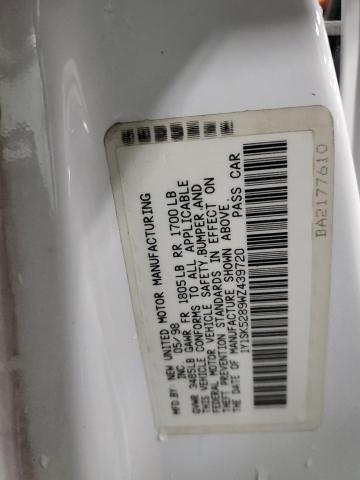 MFD BY: NEW UNITED MOTOR MANUFACTURING
INC. 05/98
GVWR 3485LB GAWR FR 1805LB RR 1700LB
THIS VEHICLE CONFORMS TO ALL APPLICABLE
FEDERAL MOTOR VEHICLE SAFETY,BUMPER,AND
THEFT PREVENTION STANDARDS IN EFFECT ON
THE DATE OF MANUFACTURE SHOWN ABOVE.
1Y1SK5289WZ439720 PASS CAR
BA2177610